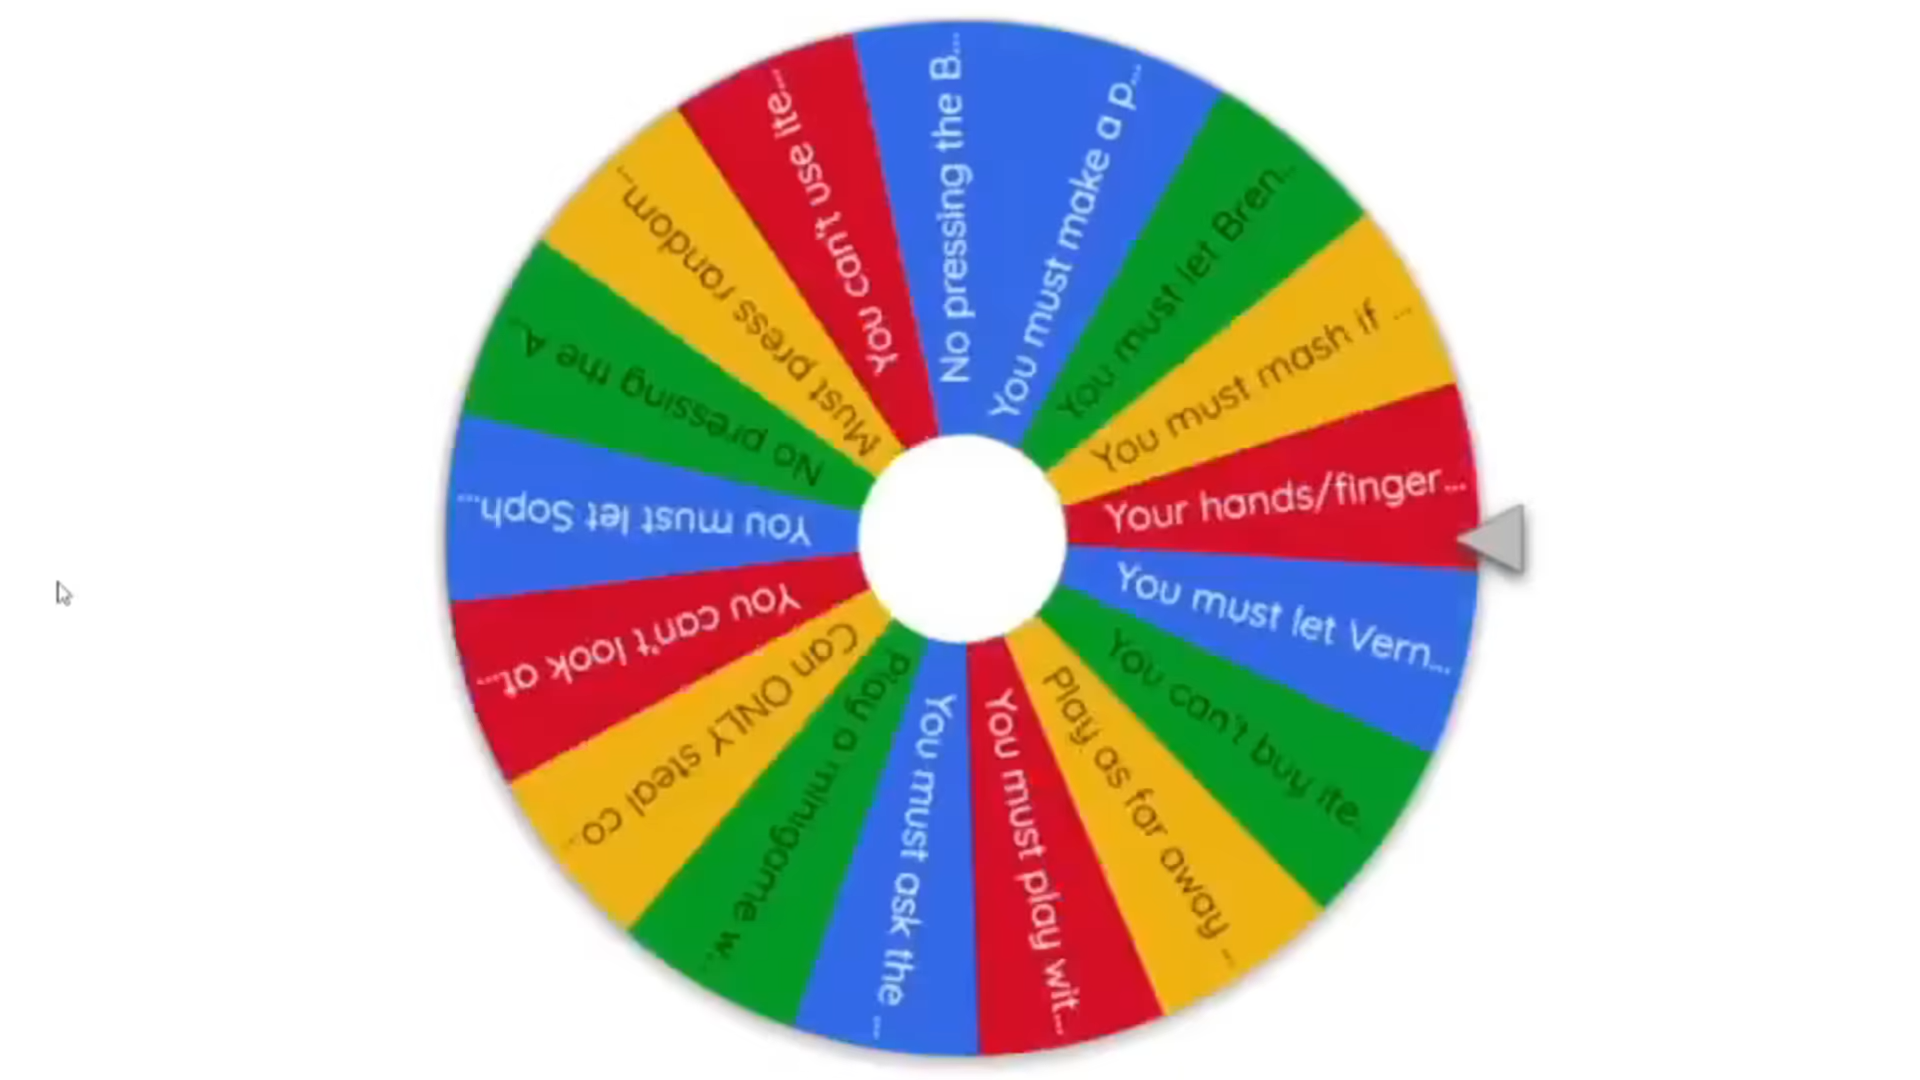 No pressing the B...
You must make a p...
You must let Bren...
You must mash if ...
Your hands/finger...
You must let Vern...
You can't buy ite...
Play as far away ...
You must play wit...
You must ask the ...
play a minigame w...
Can ONLY steal co...
You can't look at...
You must let Soph...
No pressing the A...
Must press random...
You can't use ite...